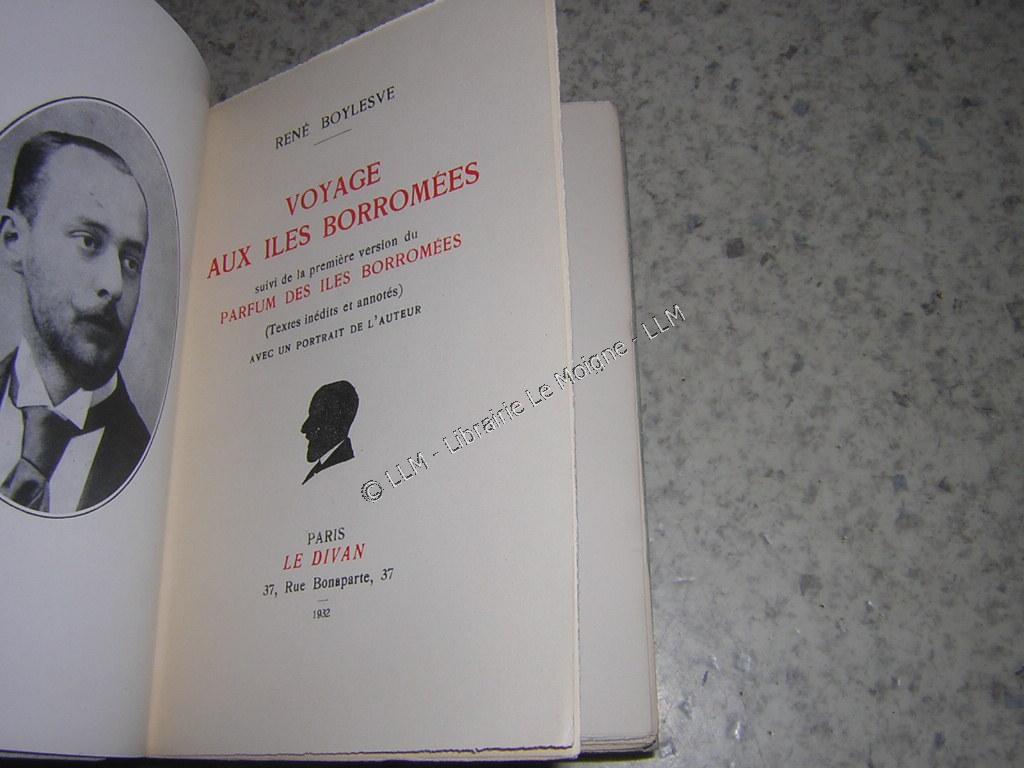 RENÉ BOYLESVE
VOYAGE
AUX ILES BORROMÉES
suivi de la première version du
PARFUM DES ILES BORROMÉES
(Textes inédits et annotés)
AVEC UN PORTRAIT DE L'AUTEUR
© LLM - Librairie Le Moigne - LLM
PARIS
LE DIVAN
37, Rue Bonaparte, 37
1932